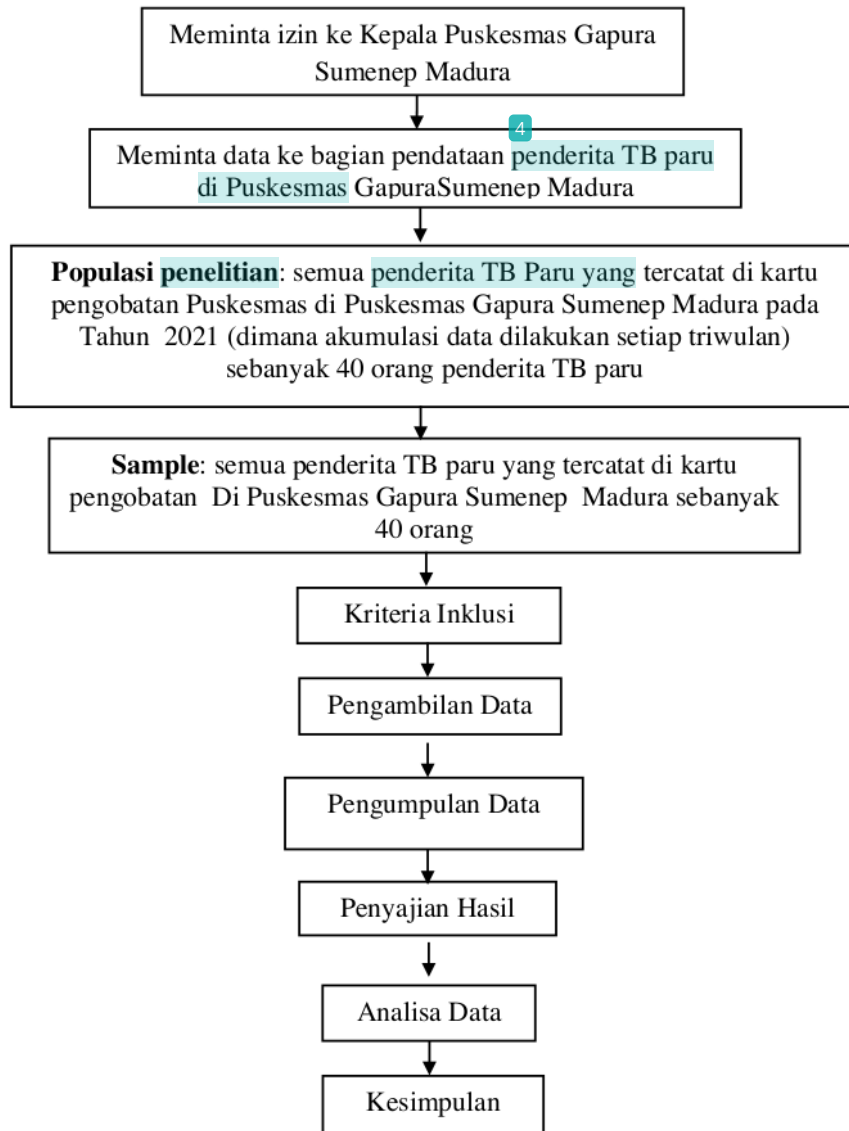 Meminta izin ke Kepala Puskesmas Gapura
Sumenep Madura
4
Meminta data ke bagian pendataan penderita TB paru
di Puskesmas GapuraSumenep Madura
Populasi penelitian: semua penderita TB Paru yang tercatat di kartu
pengobatan Puskesmas di Puskesmas Gapura Sumenep Madura pada
Tahun 2021 (dimana akumulasi data dilakukan setiap triwulan)
sebanyak 40 orang penderita TB paru
Sample: semua penderita TB paru yang tercatat di kartu
pengobatan Di Puskesmas Gapura Sumenep Madura sebanyak
40 orang
Kriteria Inklusi
Pengambilan Data
Pengumpulan Data
Penyajian Hasil
Analisa Data
Kesimpulan